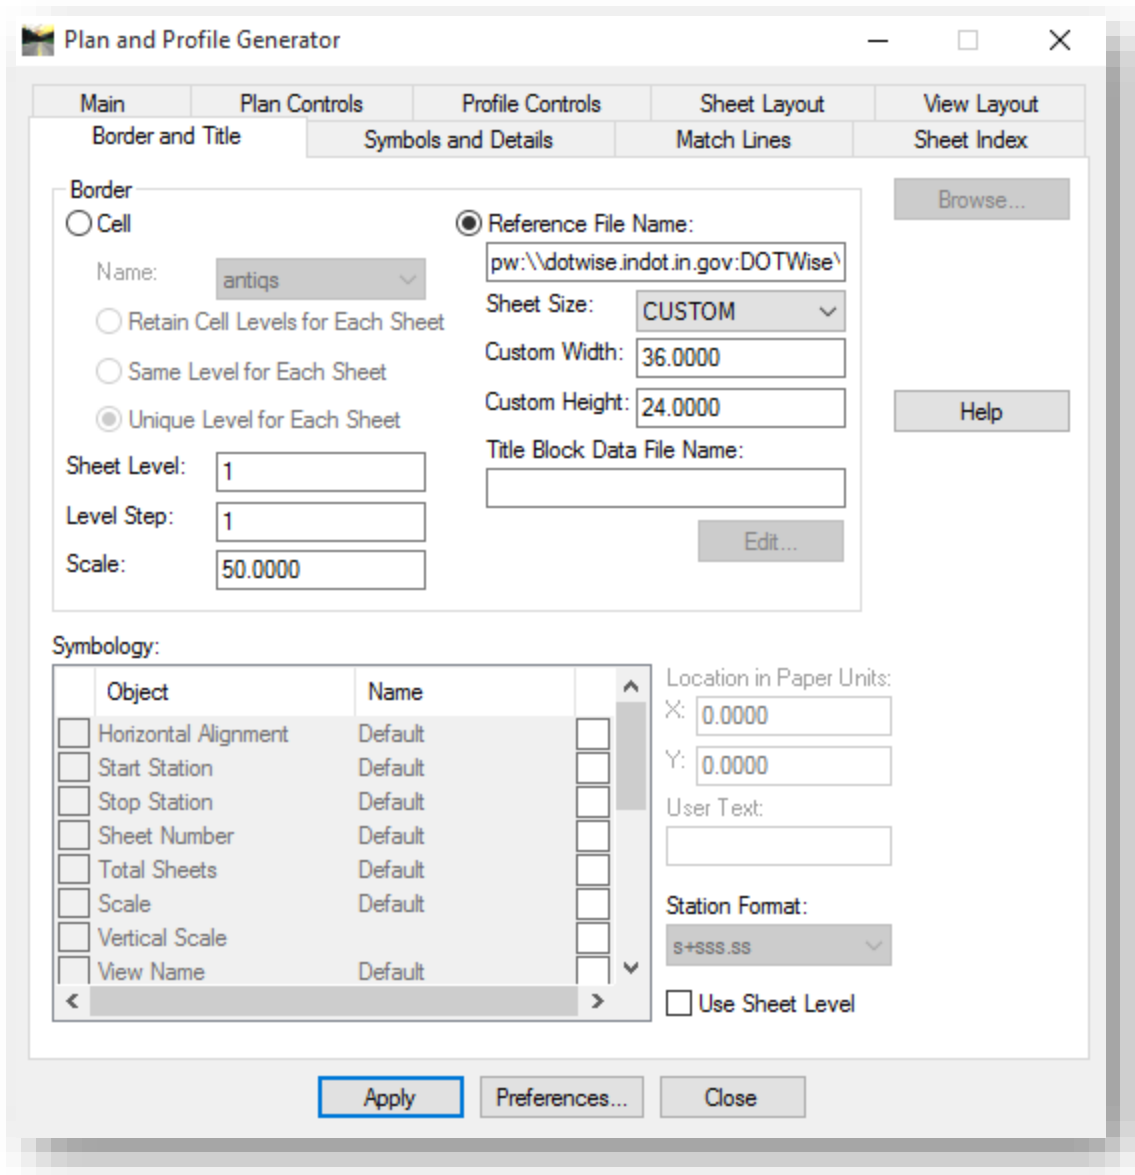 Plan and Profile Generator
Main Plan Controls Profile Controls Sheet Layout View Layout
Border and Title Symbols and Details Match Lines Sheet Index
Border
Cell
Name: antiqs
Retain Cell Levels for Each Sheet
Same Level for Each Sheet
Unique Level for Each Sheet
Sheet Level: 1
Level Step: 1
Scale: 50.0000
Reference File Name:
pw:\\dotwise.indot.in.gov:DOTWise\
Sheet Size: CUSTOM
Custom Width: 36.0000
Custom Height: 24.0000
Title Block Data File Name:
Edit...
Browse...
Help
Symbology:
Object Name
Horizontal Alignment Default
Start Station Default
Stop Station Default
Sheet Number Default
Total Sheets Default
Scale Default
Vertical Scale
View Name Default
Location in Paper Units:
X: 0.0000
Y: 0.0000
User Text:
Station Format:
s+sss.ss
Use Sheet Level
Apply Preferences... Close